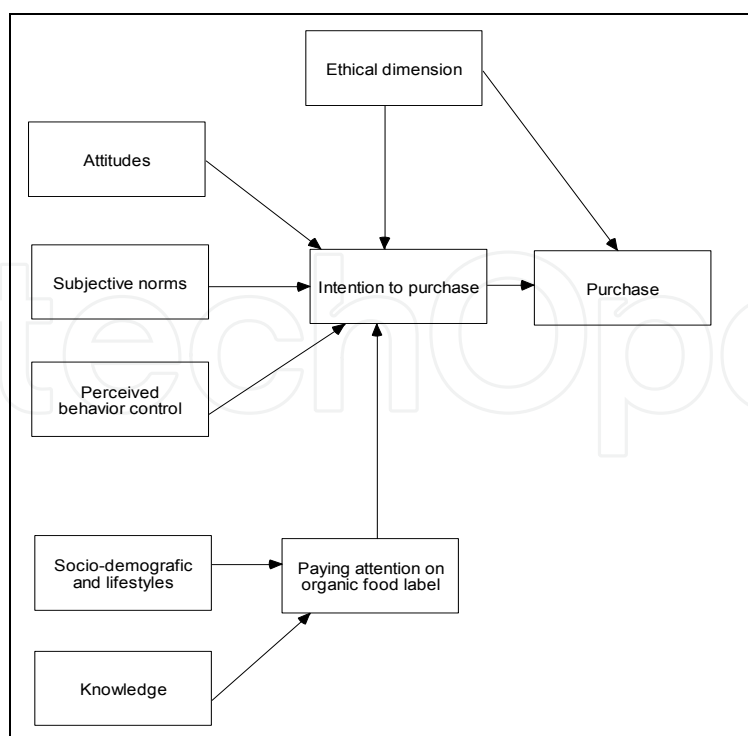 Ethical dimension
Attitudes
Subjective norms
Intention to purchase
Purchase
Perceived
behavior control
Socio-demografic
and lifestyles
Paying attention on
organic food label
Knowledge
techOpe